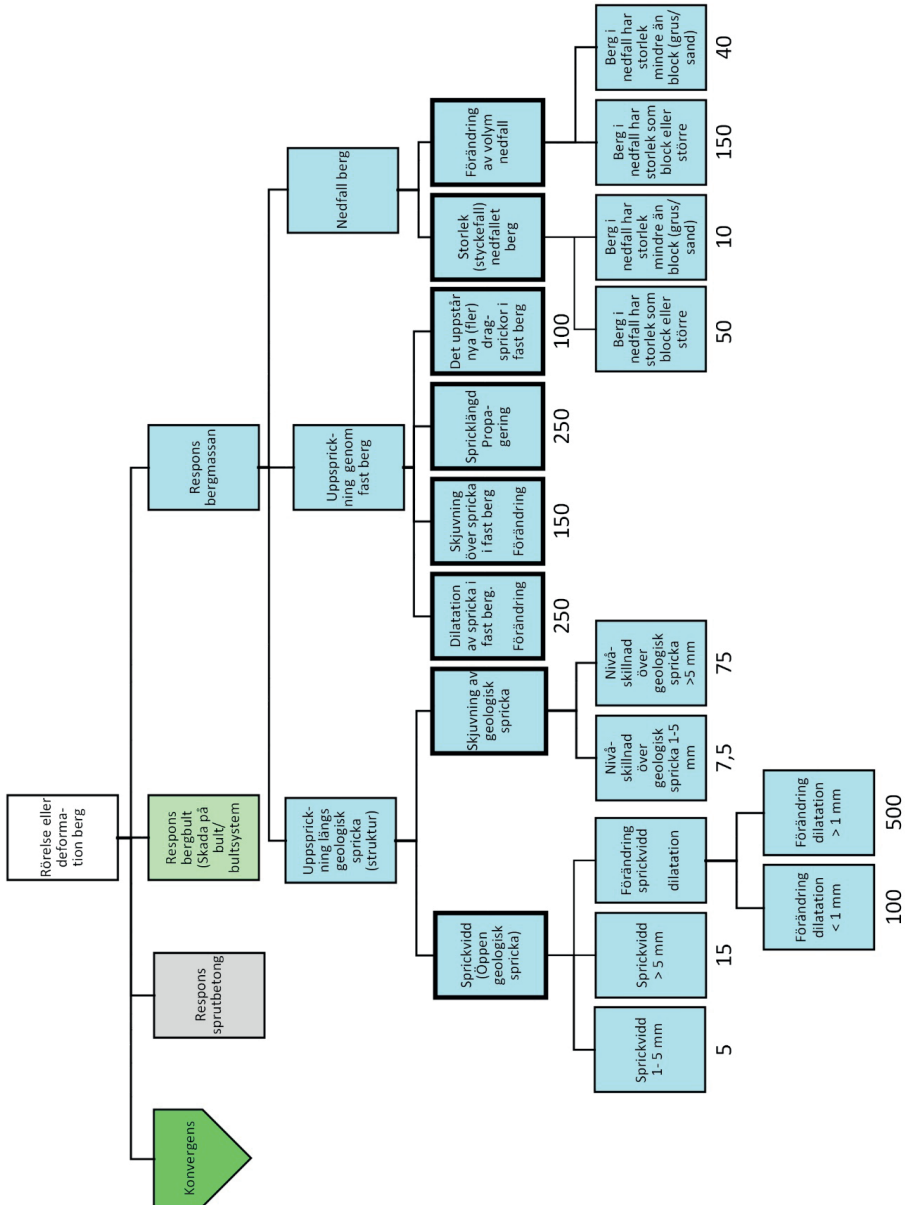 Rörelse eller
deforma-
tion berg
Konvergens
Respons
sprutbetong
Respons
bergbult
(Skada på
bult/
bultsystem
Respons
bergmassan
Uppsprick-
ning längs
geologisk
spricka
(struktur)
Uppsprick-
ning genom
fast berg
Nedfall berg
Sprickvidd
(Öppen
geologisk
spricka)
Skjuvning av
geologisk
spricka
Dilatation
av spricka i
fast berg.
Förändring
250
Skjuvning
över spricka
i fast berg
Förändring
150
Spricklängd
Propa-
gering
250
Det uppstår
nya (fler)
drag-
sprickor i
fast berg
100
Storlek
(styckefall)
nedfallet
berg
Förändring
av volym
nedfall
Sprickvidd
1- 5 mm
5
Sprickvidd
> 5 mm
15
Förändring
sprickvidd
dilatation
Nivå-
skillnad
över
geologisk
spricka 1-5
mm
7,5
Nivå-
skillnad
över
geologisk
spricka
>5 mm
75
Berg i
nedfall har
storlek som
block eller
större
50
Berg i
nedfall har
storlek
mindre än
block (grus/
sand)
10
Berg i
nedfall har
storlek som
block eller
större
150
Berg i
nedfall har
storlek
mindre än
block (grus/
sand)
40
Förändring
dilatation
< 1 mm
100
Förändring
dilatation
> 1 mm
500